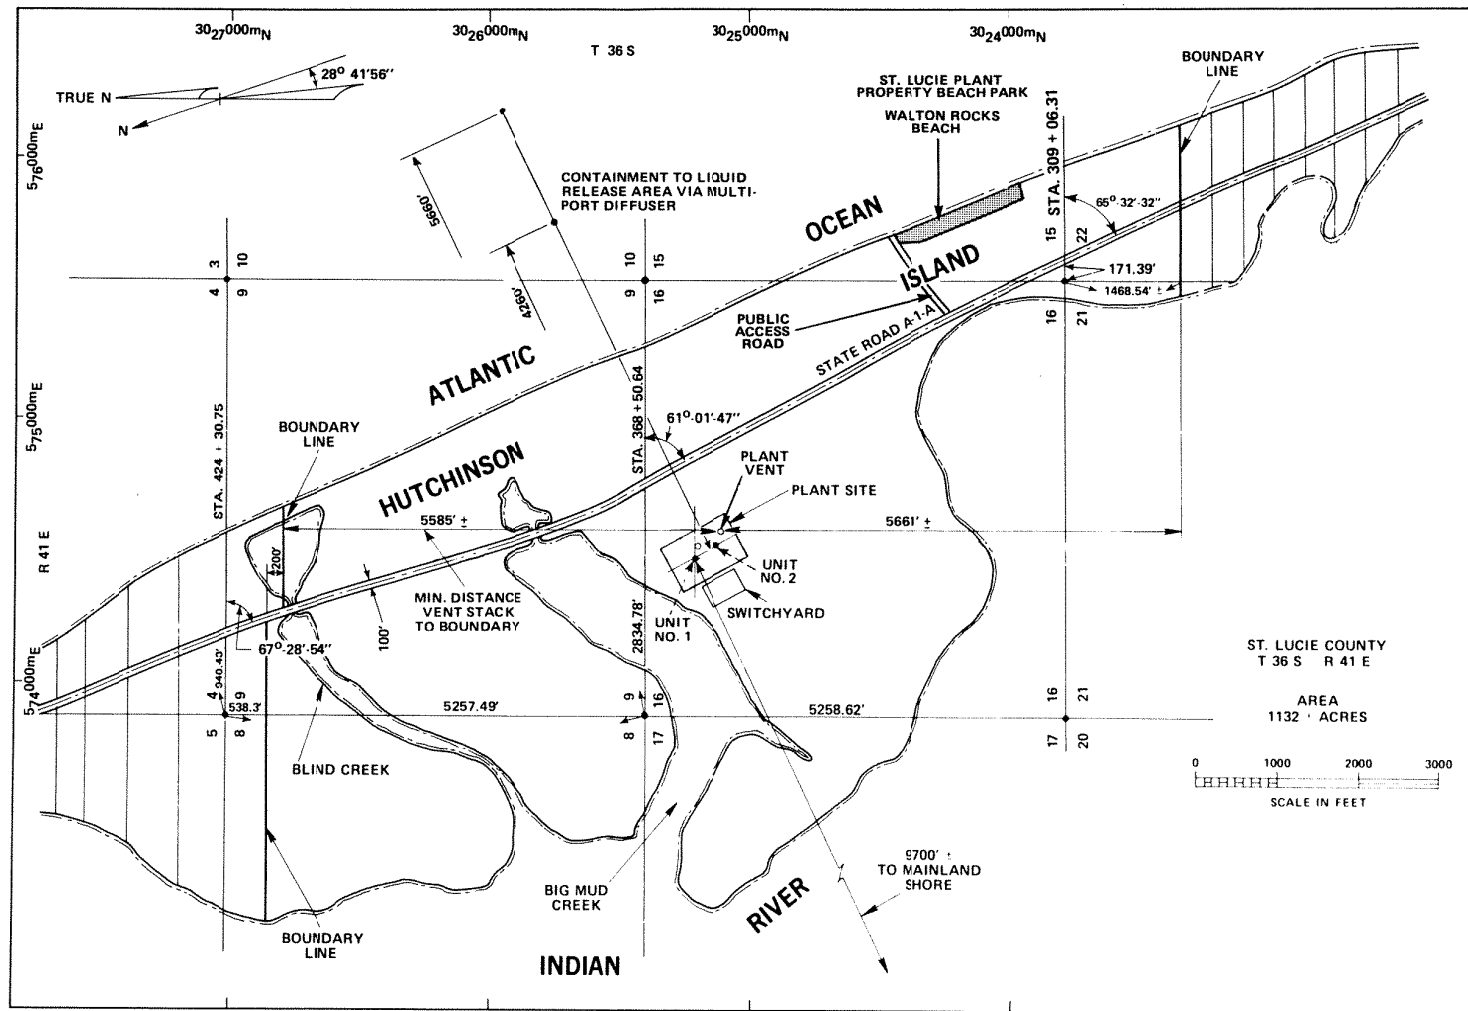 3027000mN
3026000mN
3025000mN
3024000mN
T 36 S
28° 41'56"
TRUE N
N
576000mE
575000mE
574000mE
R 41 E
BOUNDARY
LINE
ST. LUCIE PLANT
PROPERTY BEACH PARK
WALTON ROCKS
BEACH
STA. 309 + 06.31
65°-32'-32"
CONTAINMENT TO LIQUID
RELEASE AREA VIA MULTI-
PORT DIFFUSER
5660'
4260'
ATLANTIC
OCEAN
HUTCHINSON
ISLAND
3
10
4
9
10
15
9
16
15
22
16
21
171.39'
1468.54' ±
PUBLIC
ACCESS
ROAD
STATE ROAD A-1-A
STA. 424 + 30.75
STA. 368 + 50.64
61°-01'-47"
BOUNDARY
LINE
PLANT
VENT
PLANT SITE
5585' ±
5661' ±
200'
UNIT
NO. 2
MIN. DISTANCE
VENT STACK
TO BOUNDARY
100'
SWITCHYARD
UNIT
NO. 1
2834.78'
67°-28'-54"
940.43'
ST. LUCIE COUNTY
T 36 S R 41 E
AREA
1132 ACRES
4
9
5
8
538.3'
5257.49'
9
16
8
17
5258.62'
16
21
17
20
BLIND CREEK
0 1000 2000 3000
SCALE IN FEET
9700' ±
TO MAINLAND
SHORE
BIG MUD
CREEK
BOUNDARY
LINE
INDIAN
RIVER